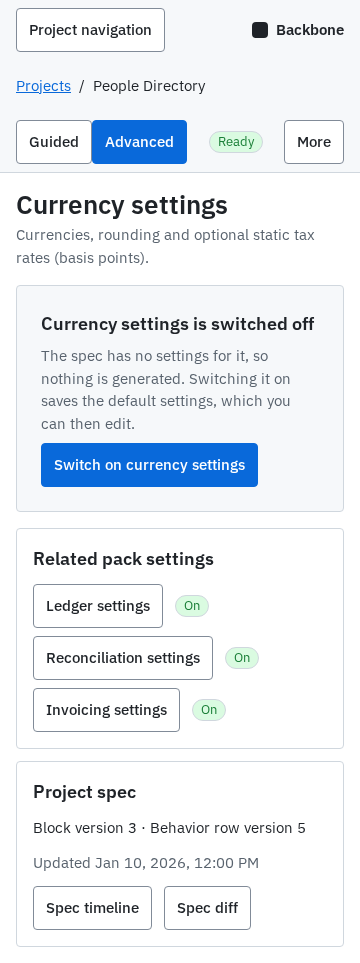 Project navigation
Backbone
Projects / People Directory
Guided
Advanced
Ready
More
Currency settings
Currencies, rounding and optional static tax
rates (basis points).
Currency settings is switched off
The spec has no settings for it, so
nothing is generated. Switching it on
saves the default settings, which you
can then edit.
Switch on currency settings
Related pack settings
Ledger settings
On
Reconciliation settings
On
Invoicing settings
On
Project spec
Block version 3 · Behavior row version 5
Updated Jan 10, 2026, 12:00 PM
Spec timeline
Spec diff